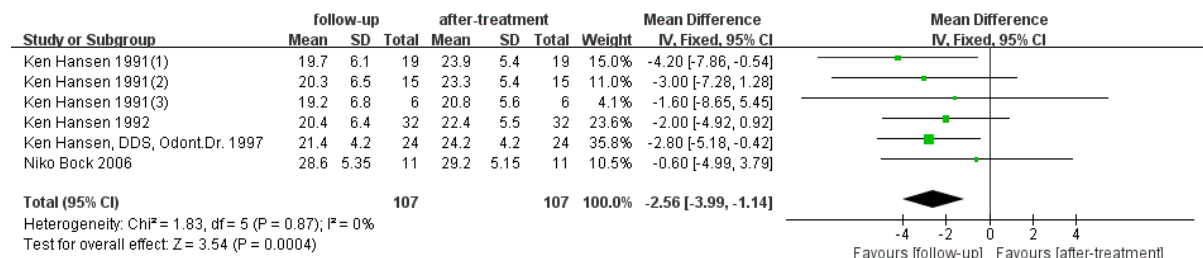 follow-up after-treatment Mean Difference Mean Difference
Study or Subgroup Mean SD Total Mean SD Total Weight IV, Fixed, 95% CI IV, Fixed, 95% CI
Ken Hansen 1991(1) 19.7 6.1 19 23.9 5.4 19 15.0% -4.20 [-7.86, -0.54]
Ken Hansen 1991(2) 20.3 6.5 15 23.3 5.4 15 11.0% -3.00 [-7.28, 1.28]
Ken Hansen 1991(3) 19.2 6.8 6 20.8 5.6 6 4.1% -1.60 [-8.65, 5.45]
Ken Hansen 1992 20.4 6.4 32 22.4 5.5 32 23.6% -2.00 [-4.92, 0.92]
Ken Hansen, DDS, Odont.Dr. 1997 21.4 4.2 24 24.2 4.2 24 35.8% -2.80 [-5.18, -0.42]
Niko Bock 2006 28.6 5.35 11 29.2 5.15 11 10.5% -0.60 [-4.99, 3.79]
Total (95% CI) 107 107 100.0% -2.56 [-3.99, -1.14]
Heterogeneity: Chi² = 1.83, df = 5 (P = 0.87); I² = 0%
Test for overall effect: Z = 3.54 (P = 0.0004)
-4 -2 0 2 4
Favours [follow-up] Favours [after-treatment]